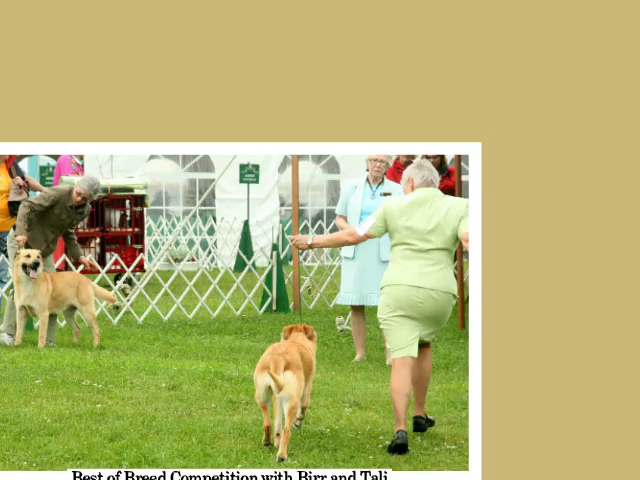 Best of Breed Competition with Birr and Tali